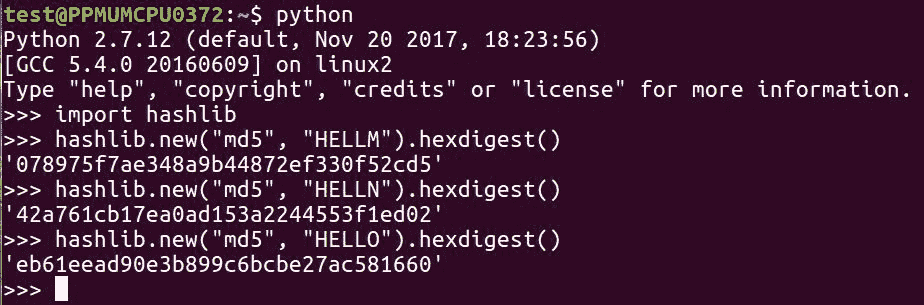 test@PPMUMCPU0372:~$ python
Python 2.7.12 (default, Nov 20 2017, 18:23:56)
[GCC 5.4.0 20160609] on linux2
Type "help", "copyright", "credits" or "license" for more information.
>>> import hashlib
>>> hashlib.new("md5", "HELLM").hexdigest()
'078975f7ae348a9b44872ef330f52cd5'
>>> hashlib.new("md5", "HELLN").hexdigest()
'42a761cb17ea0ad153a2244553f1ed02'
>>> hashlib.new("md5", "HELLO").hexdigest()
'eb61eead90e3b899c6bcbe27ac581660'
>>>